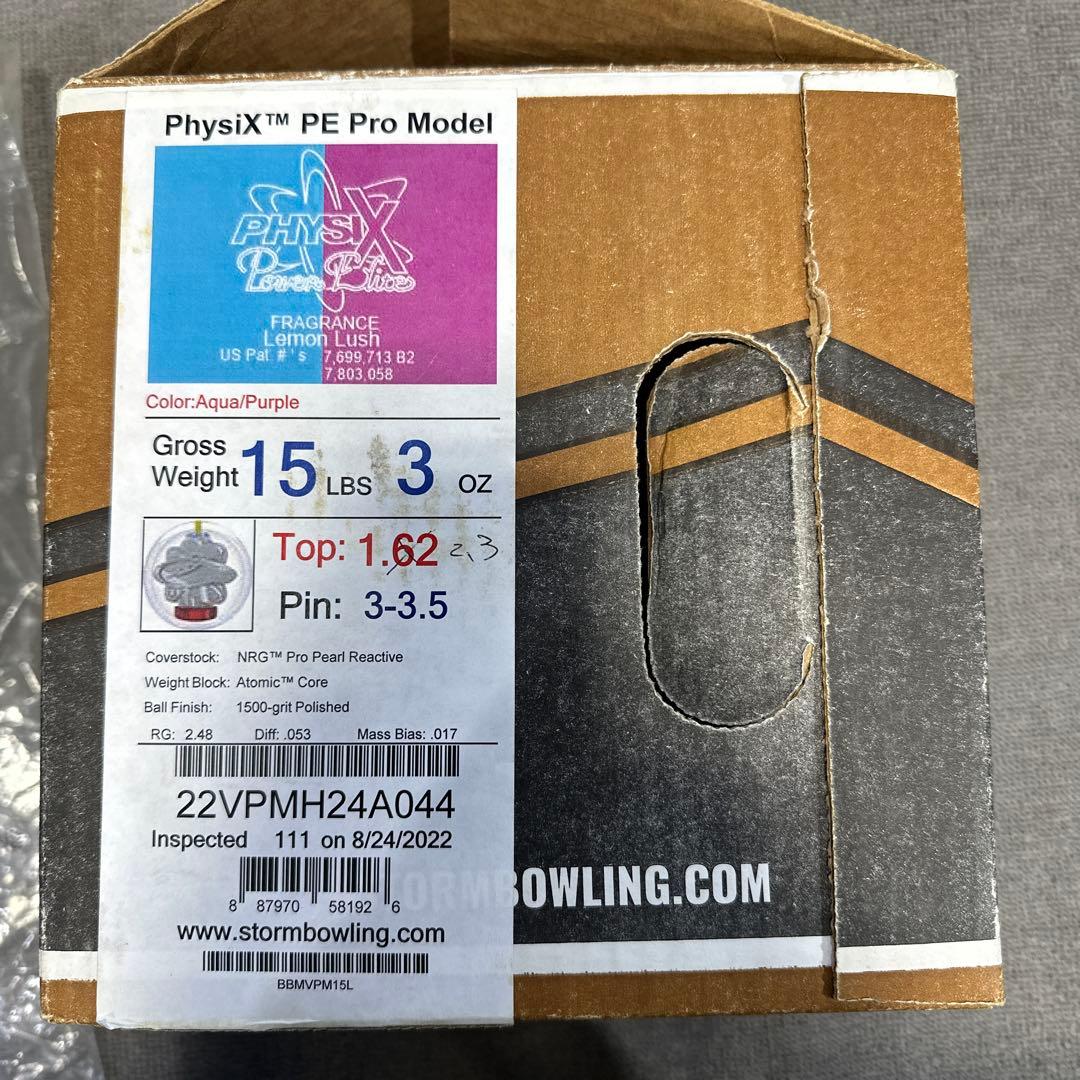 PhysiX™ PE Pro Model
PHYSIX
Power Elite
FRAGRANCE
Lemon Lush
US Pat. #'s 7,699,713 B2
7,803,058
Color:Aqua/Purple
Gross Weight 15 LBS 3 OZ
Top: 1.62 2,3
Pin: 3-3.5
Coverstock: NRG™ Pro Pearl Reactive
Weight Block: Atomic™ Core
Ball Finish: 1500-grit Polished
RG: 2.48 Diff: .053 Mass Bias: .017
22VPMH24A044
Inspected 111 on 8/24/2022
8 87970 58192 6
www.stormbowling.com
BBMVPM15L
STORMBOWLING.COM